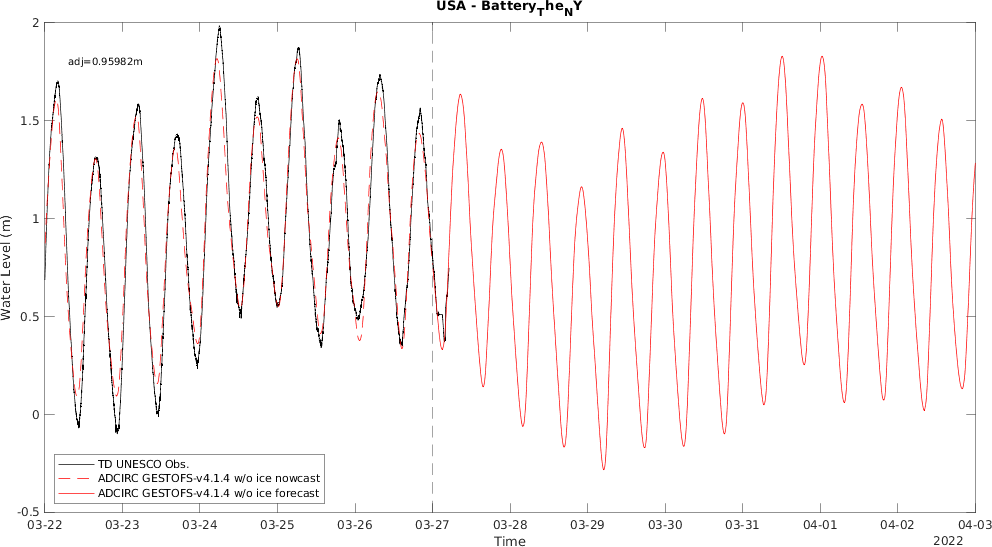 USA - Battery_The_NY
2
1.5
1
0.5
0
-0.5
Water Level (m)
adj=0.95982m
TD UNESCO Obs.
ADCIRC GESTOFS-v4.1.4 w/o ice nowcast
ADCIRC GESTOFS-v4.1.4 w/o ice forecast
03-22 03-23 03-24 03-25 03-26 03-27 03-28 03-29 03-30 03-31 04-01 04-02 04-03
Time
2022